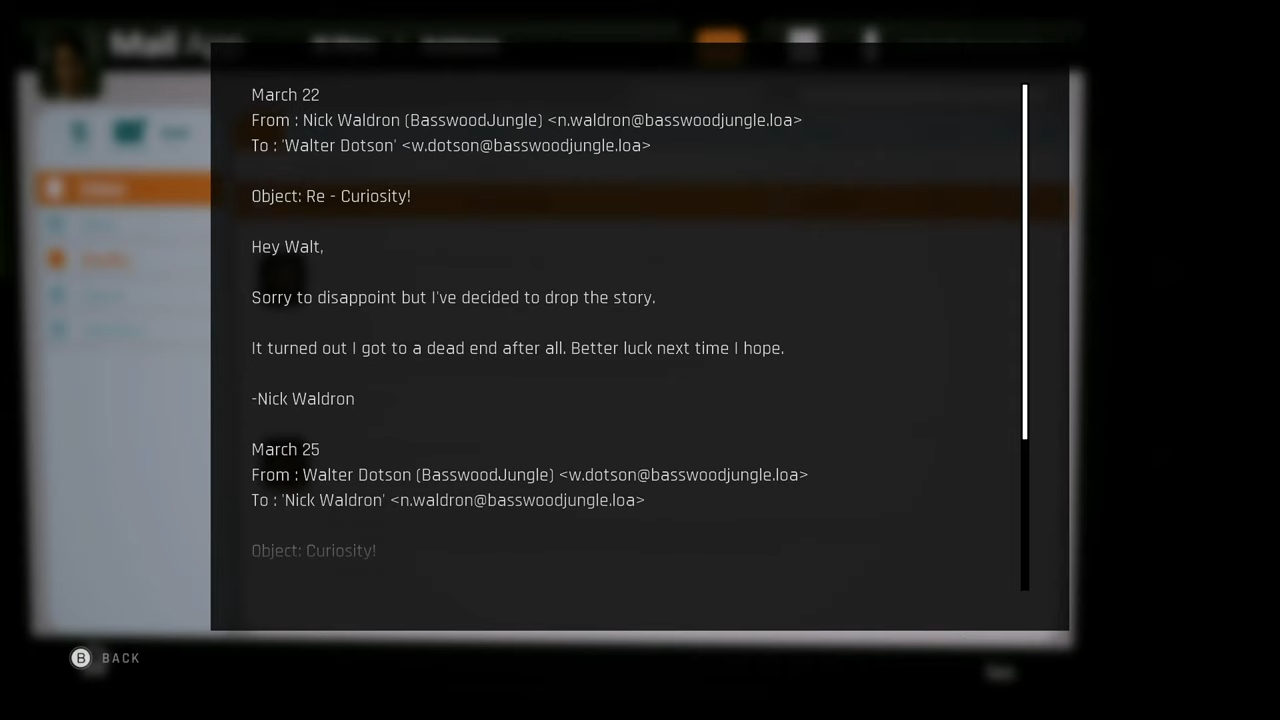 Mail App
March 22
From : Nick Waldron (BasswoodJungle) <n.waldron@basswoodjungle.loa>
To : 'Walter Dotson' <w.dotson@basswoodjungle.loa>
Object: Re - Curiosity!
Hey Walt,
Sorry to disappoint but I've decided to drop the story.
It turned out I got to a dead end after all. Better luck next time I hope.
-Nick Waldron
March 25
From : Walter Dotson (BasswoodJungle) <w.dotson@basswoodjungle.loa>
To : 'Nick Waldron' <n.waldron@basswoodjungle.loa>
Object: Curiosity!
B BACK